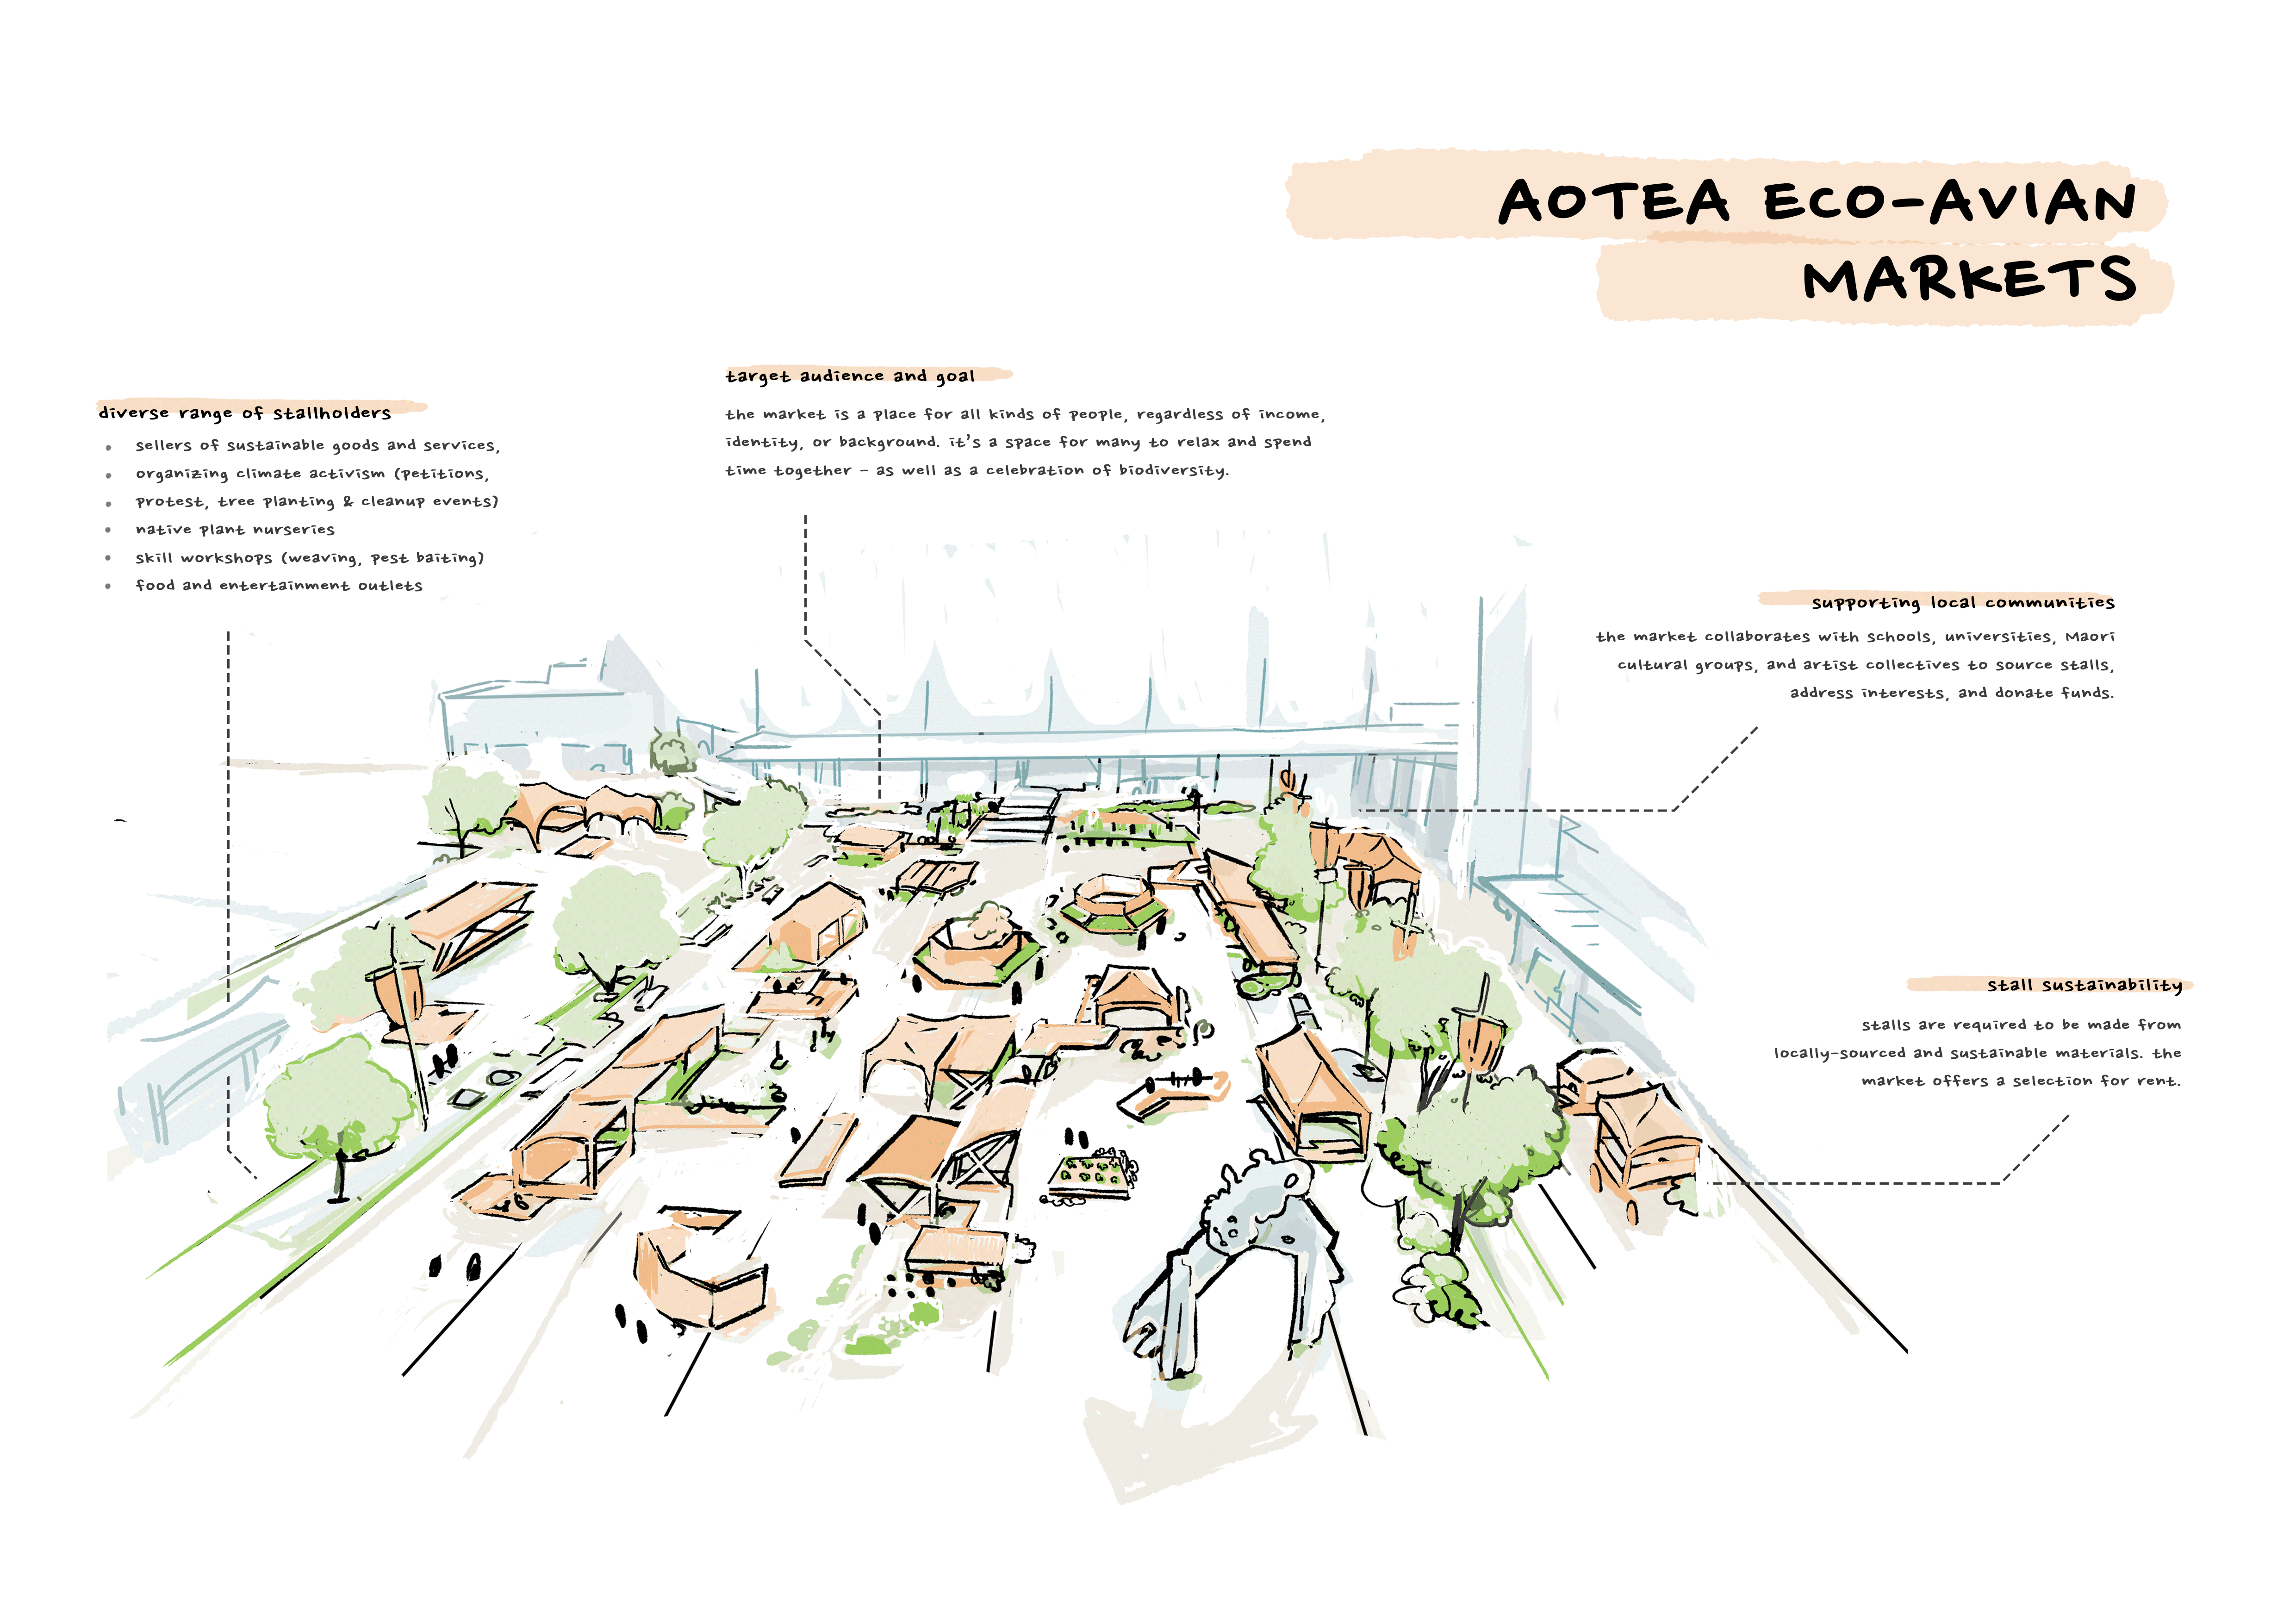 AOTEA ECO-AVIAN
MARKETS
target audience and goal
the market is a place for all kinds of people, regardless of income,
identity, or background. it's a space for many to relax and spend
time together - as well as a celebration of biodiversity.
diverse range of stallholders
• sellers of sustainable goods and services,
• organizing climate activism (petitions,
• protest, tree planting & cleanup events)
• native plant nurseries
• skill workshops (weaving, pest baiting)
• food and entertainment outlets
supporting local communities
the market collaborates with schools, universities, Maori
cultural groups, and artist collectives to source stalls,
address interests, and donate funds.
stall sustainability
stalls are required to be made from
locally-sourced and sustainable materials. the
market offers a selection for rent.